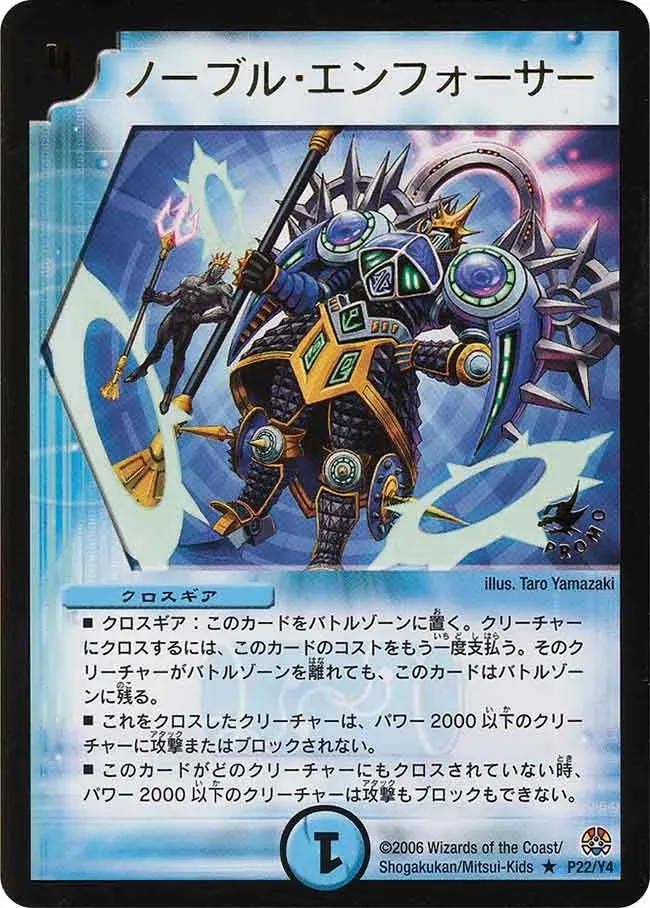 4
ノーブル・エンフォーサー
PROMO
illus. Taro Yamazaki
クロスギア
■ クロスギア：このカードをバトルゾーンに置く。クリーチャー
にクロスするには、このカードのコストをもう一度支払う。そのク
リーチャーがバトルゾーンを離れても、このカードはバトルゾー
ンに残る。
■ これをクロスしたクリーチャーは、パワー 2000 以下のクリー
チャーに攻撃またはブロックされない。
■ このカードがどのクリーチャーにもクロスされていない時、
パワー 2000 以下のクリーチャーは攻撃もブロックもできない。
1
©2006 Wizards of the Coast/
Shogakukan/Mitsui-Kids ★ P22/Y4